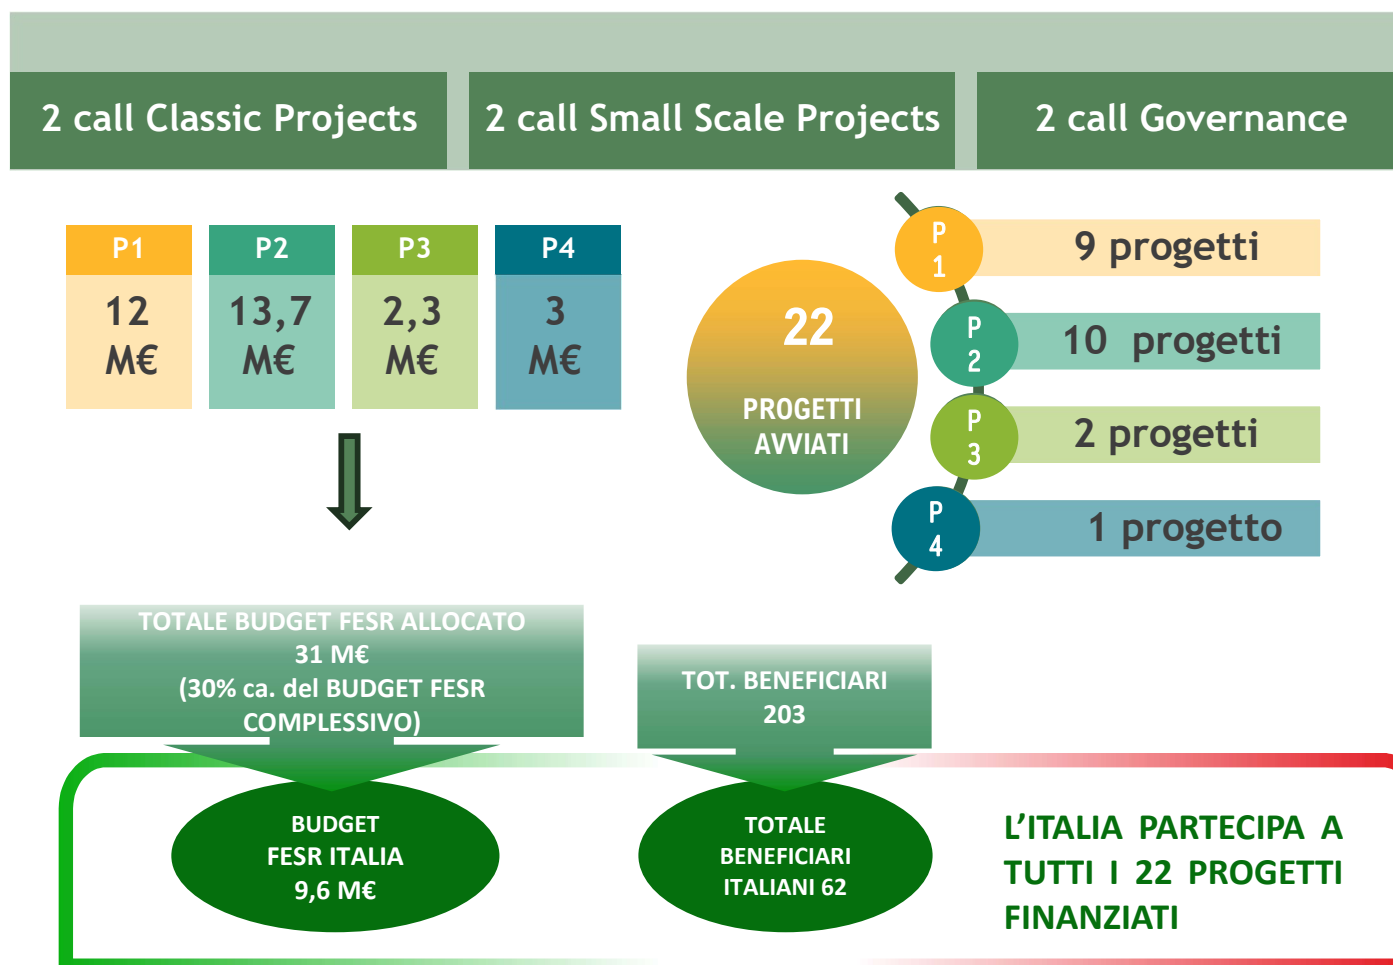 2 call Classic Projects
2 call Small Scale Projects
2 call Governance
P1
12
M€
P2
13,7
M€
P3
2,3
M€
P4
3
M€
22
PROGETTI
AVVIATI
P
1
9 progetti
P
2
10 progetti
P
3
2 progetti
P
4
1 progetto
TOTALE BUDGET FESR ALLOCATO
31 M€
(30% ca. del BUDGET FESR
COMPLESSIVO)
TOT. BENEFICIARI
203
BUDGET
FESR ITALIA
9,6 M€
TOTALE
BENEFICIARI
ITALIANI 62
L'ITALIA PARTECIPA A
TUTTI I 22 PROGETTI
FINANZIATI